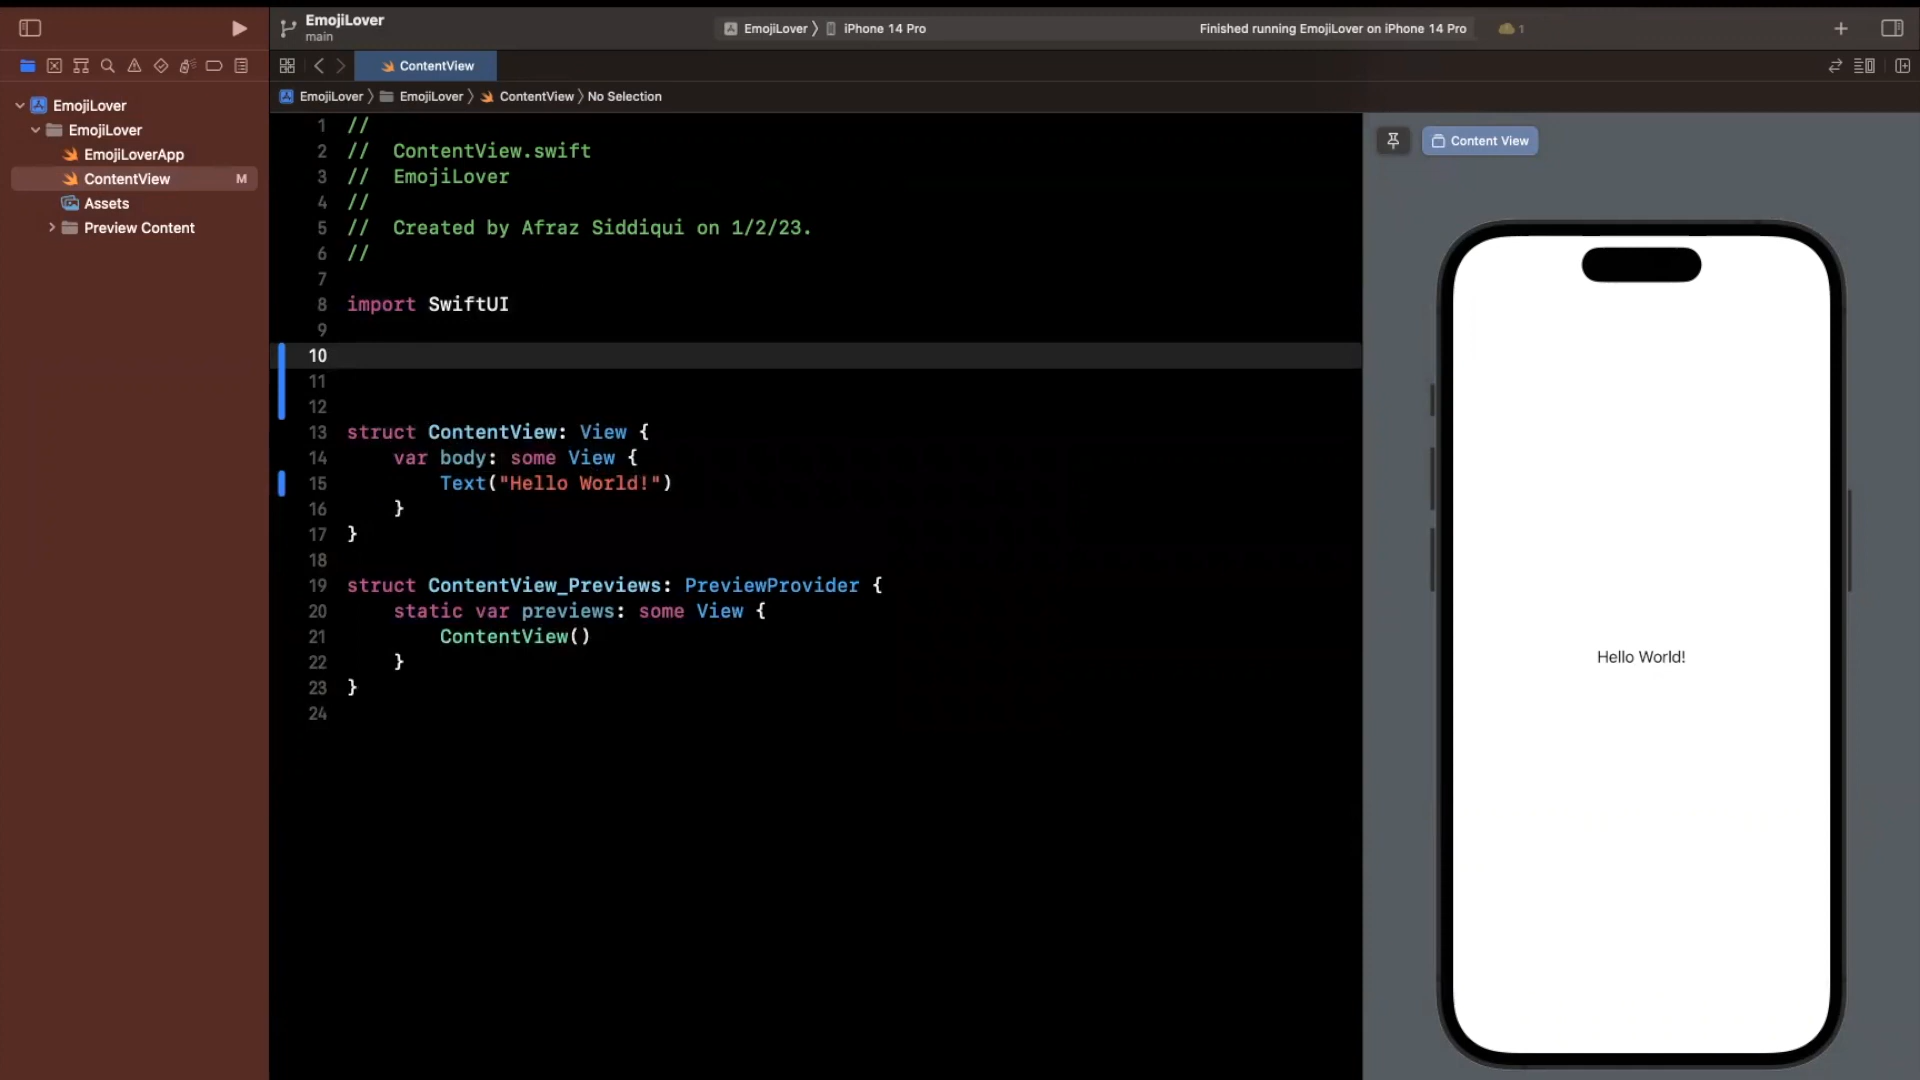 EmojiLover
main
EmojiLover 〉 iPhone 14 Pro
Finished running EmojiLover on iPhone 14 Pro
1
ContentView
EmojiLover 〉 EmojiLover 〉 ContentView 〉 No Selection
EmojiLover
EmojiLover
EmojiLoverApp
ContentView M
Assets
Preview Content
1 //
2 //  ContentView.swift
3 //  EmojiLover
4 //
5 //  Created by Afraz Siddiqui on 1/2/23.
6 //
7
8 import SwiftUI
9
10
11
12
13 struct ContentView: View {
14     var body: some View {
15         Text("Hello World!")
16     }
17 }
18
19 struct ContentView_Previews: PreviewProvider {
20     static var previews: some View {
21         ContentView()
22     }
23 }
24
Content View
Hello World!